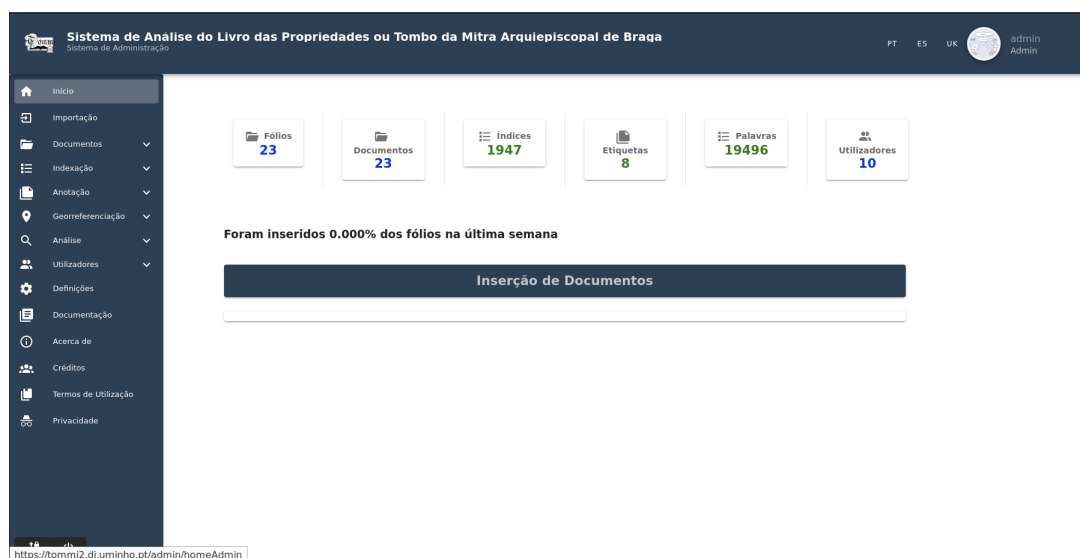 Sistema de Análise do Livro das Propriedades ou Tombo da Mitra Arquiepiscopal de Braga
Sistema de Administração
PT ES UK
admin
Admin
Início
Importação
Documentos
Indexação
Anotação
Georreferenciação
Análise
Utilizadores
Definições
Documentação
Acerca de
Créditos
Termos de Utilização
Privacidade
Fólios
23
Documentos
23
Índices
1947
Etiquetas
8
Palavras
19496
Utilizadores
10
Foram inseridos 0.000% dos fólios na última semana
Inserção de Documentos
https://tommi2.di.uminho.pt/admin/homeAdmin